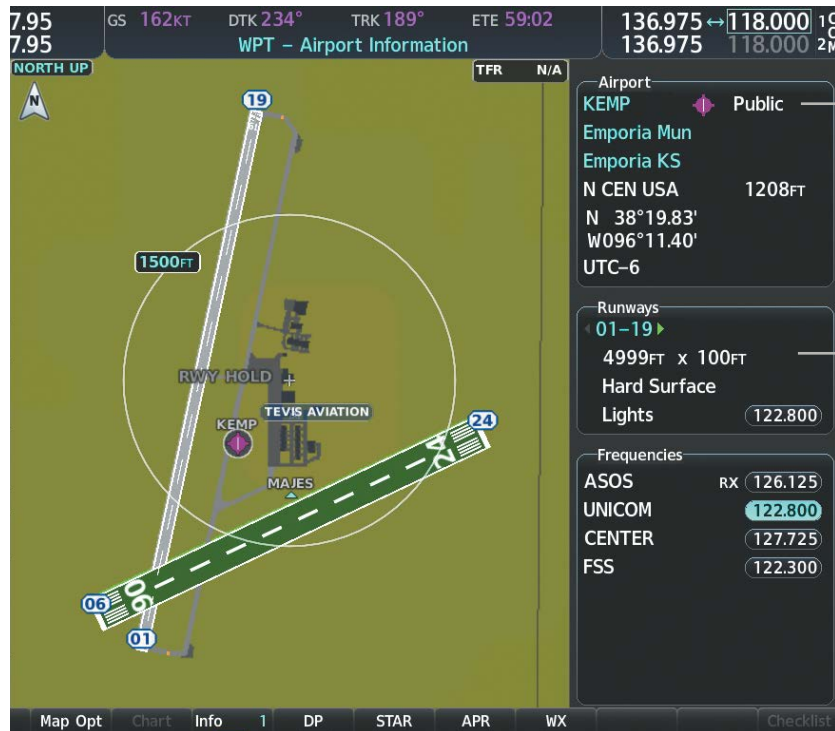 7.95
GS 162KT DTK 234° TRK 189° ETE 59:02
136.975 ↔ 118.000
7.95
WPT – Airport Information
136.975 118.000
NORTH UP
TFR N/A
N
19
1500FT
RWY HOLD
TEVIS AVIATION
KEMP
24
24
MAJES
06
06
01
Airport
KEMP Public
Emporia Mun
Emporia KS
N CEN USA 1208FT
N 38°19.83'
W096°11.40'
UTC–6
Runways
01–19
4999FT x 100FT
Hard Surface
Lights 122.800
Frequencies
ASOS RX 126.125
UNICOM 122.800
CENTER 127.725
FSS 122.300
Map Opt Chart Info 1 DP STAR APR WX Checklist